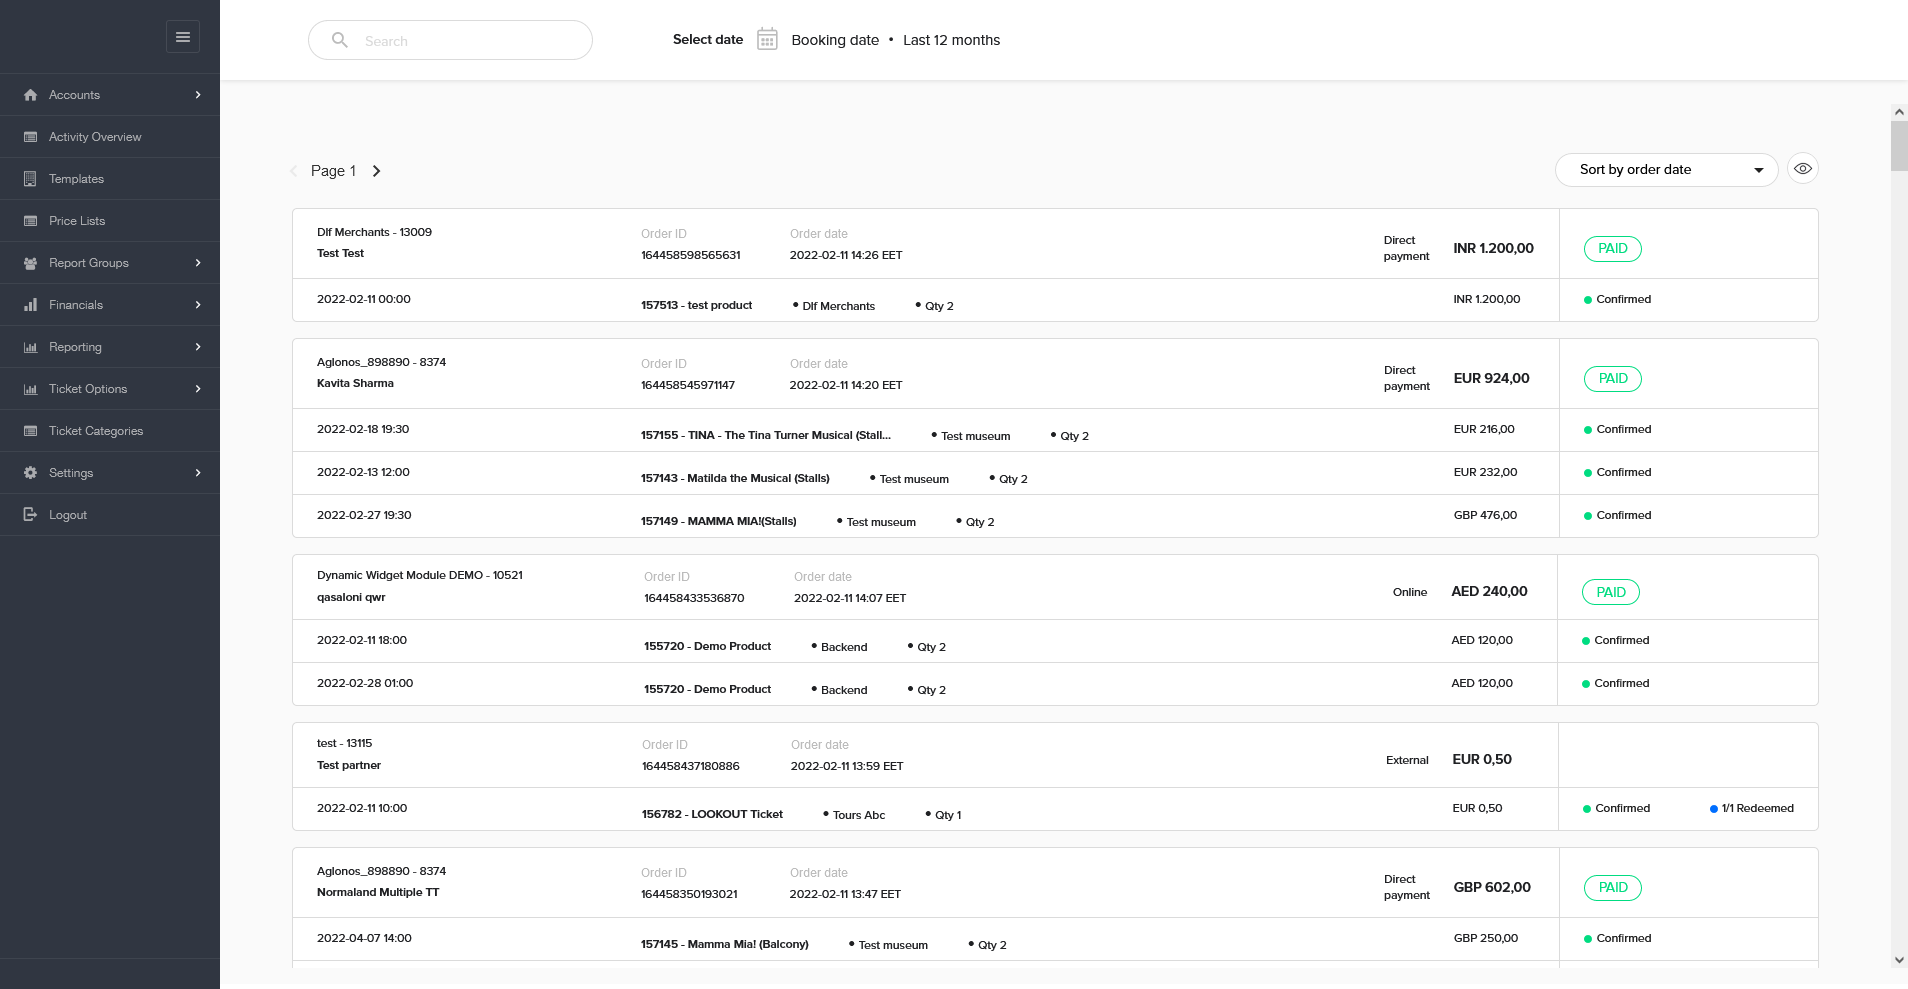 Search
Select date Booking date • Last 12 months
Accounts
Activity Overview
Templates
Price Lists
Report Groups
Financials
Reporting
Ticket Options
Ticket Categories
Settings
Logout
Page 1
Sort by order date
Dlf Merchants - 13009
Test Test
Order ID
164458598565631
Order date
2022-02-11 14:26 EET
Direct
payment
INR 1.200,00
PAID
2022-02-11 00:00 157513 - test product • Dlf Merchants • Qty 2 INR 1.200,00 Confirmed
Aglonos_898890 - 8374
Kavita Sharma
Order ID
164458545971147
Order date
2022-02-11 14:20 EET
Direct
payment
EUR 924,00
PAID
2022-02-18 19:30 157155 - TINA - The Tina Turner Musical (Stall... • Test museum • Qty 2 EUR 216,00 Confirmed
2022-02-13 12:00 157143 - Matilda the Musical (Stalls) • Test museum • Qty 2 EUR 232,00 Confirmed
2022-02-27 19:30 157149 - MAMMA MIA!(Stalls) • Test museum • Qty 2 GBP 476,00 Confirmed
Dynamic Widget Module DEMO - 10521
qasaloni qwr
Order ID
164458433536870
Order date
2022-02-11 14:07 EET
Online
AED 240,00
PAID
2022-02-11 18:00 155720 - Demo Product • Backend • Qty 2 AED 120,00 Confirmed
2022-02-28 01:00 155720 - Demo Product • Backend • Qty 2 AED 120,00 Confirmed
test - 13115
Test partner
Order ID
164458437180886
Order date
2022-02-11 13:59 EET
External
EUR 0,50
2022-02-11 10:00 156782 - LOOKOUT Ticket • Tours Abc • Qty 1 EUR 0,50 Confirmed 1/1 Redeemed
Aglonos_898890 - 8374
Normaland Multiple TT
Order ID
164458350193021
Order date
2022-02-11 13:47 EET
Direct
payment
GBP 602,00
PAID
2022-04-07 14:00 157145 - Mamma Mia! (Balcony) • Test museum • Qty 2 GBP 250,00 Confirmed